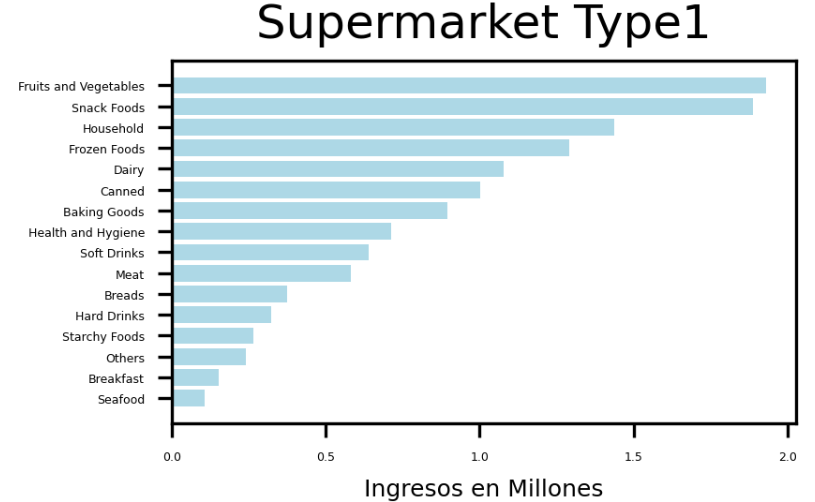 Supermarket Type1
Fruits and Vegetables
Snack Foods
Household
Frozen Foods
Dairy
Canned
Baking Goods
Health and Hygiene
Soft Drinks
Meat
Breads
Hard Drinks
Starchy Foods
Others
Breakfast
Seafood
0.0 0.5 1.0 1.5 2.0
Ingresos en Millones